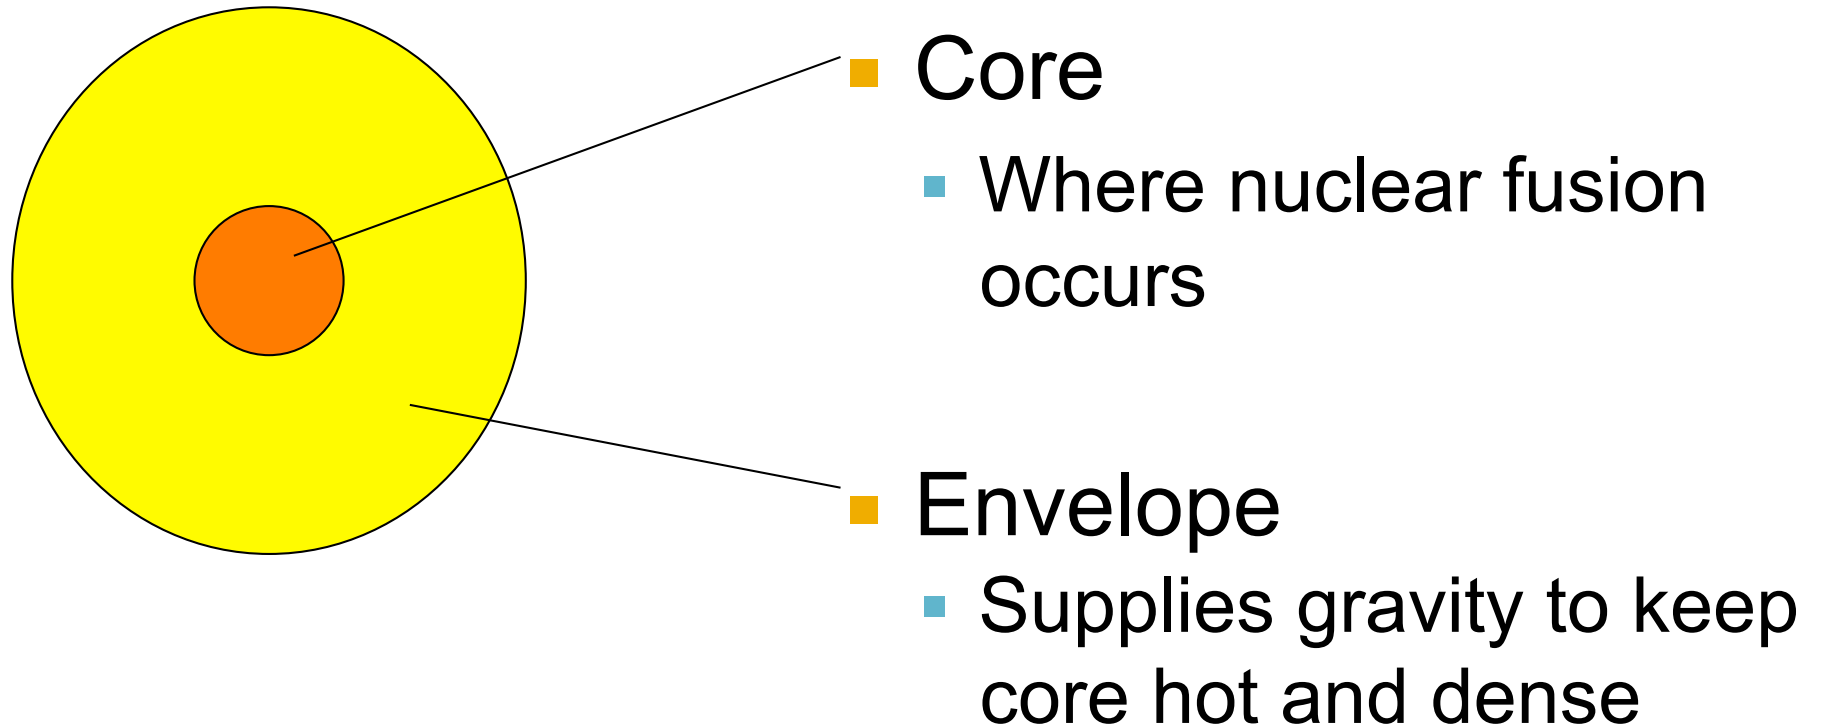 Core
Where nuclear fusion
occurs
Envelope
Supplies gravity to keep
core hot and dense